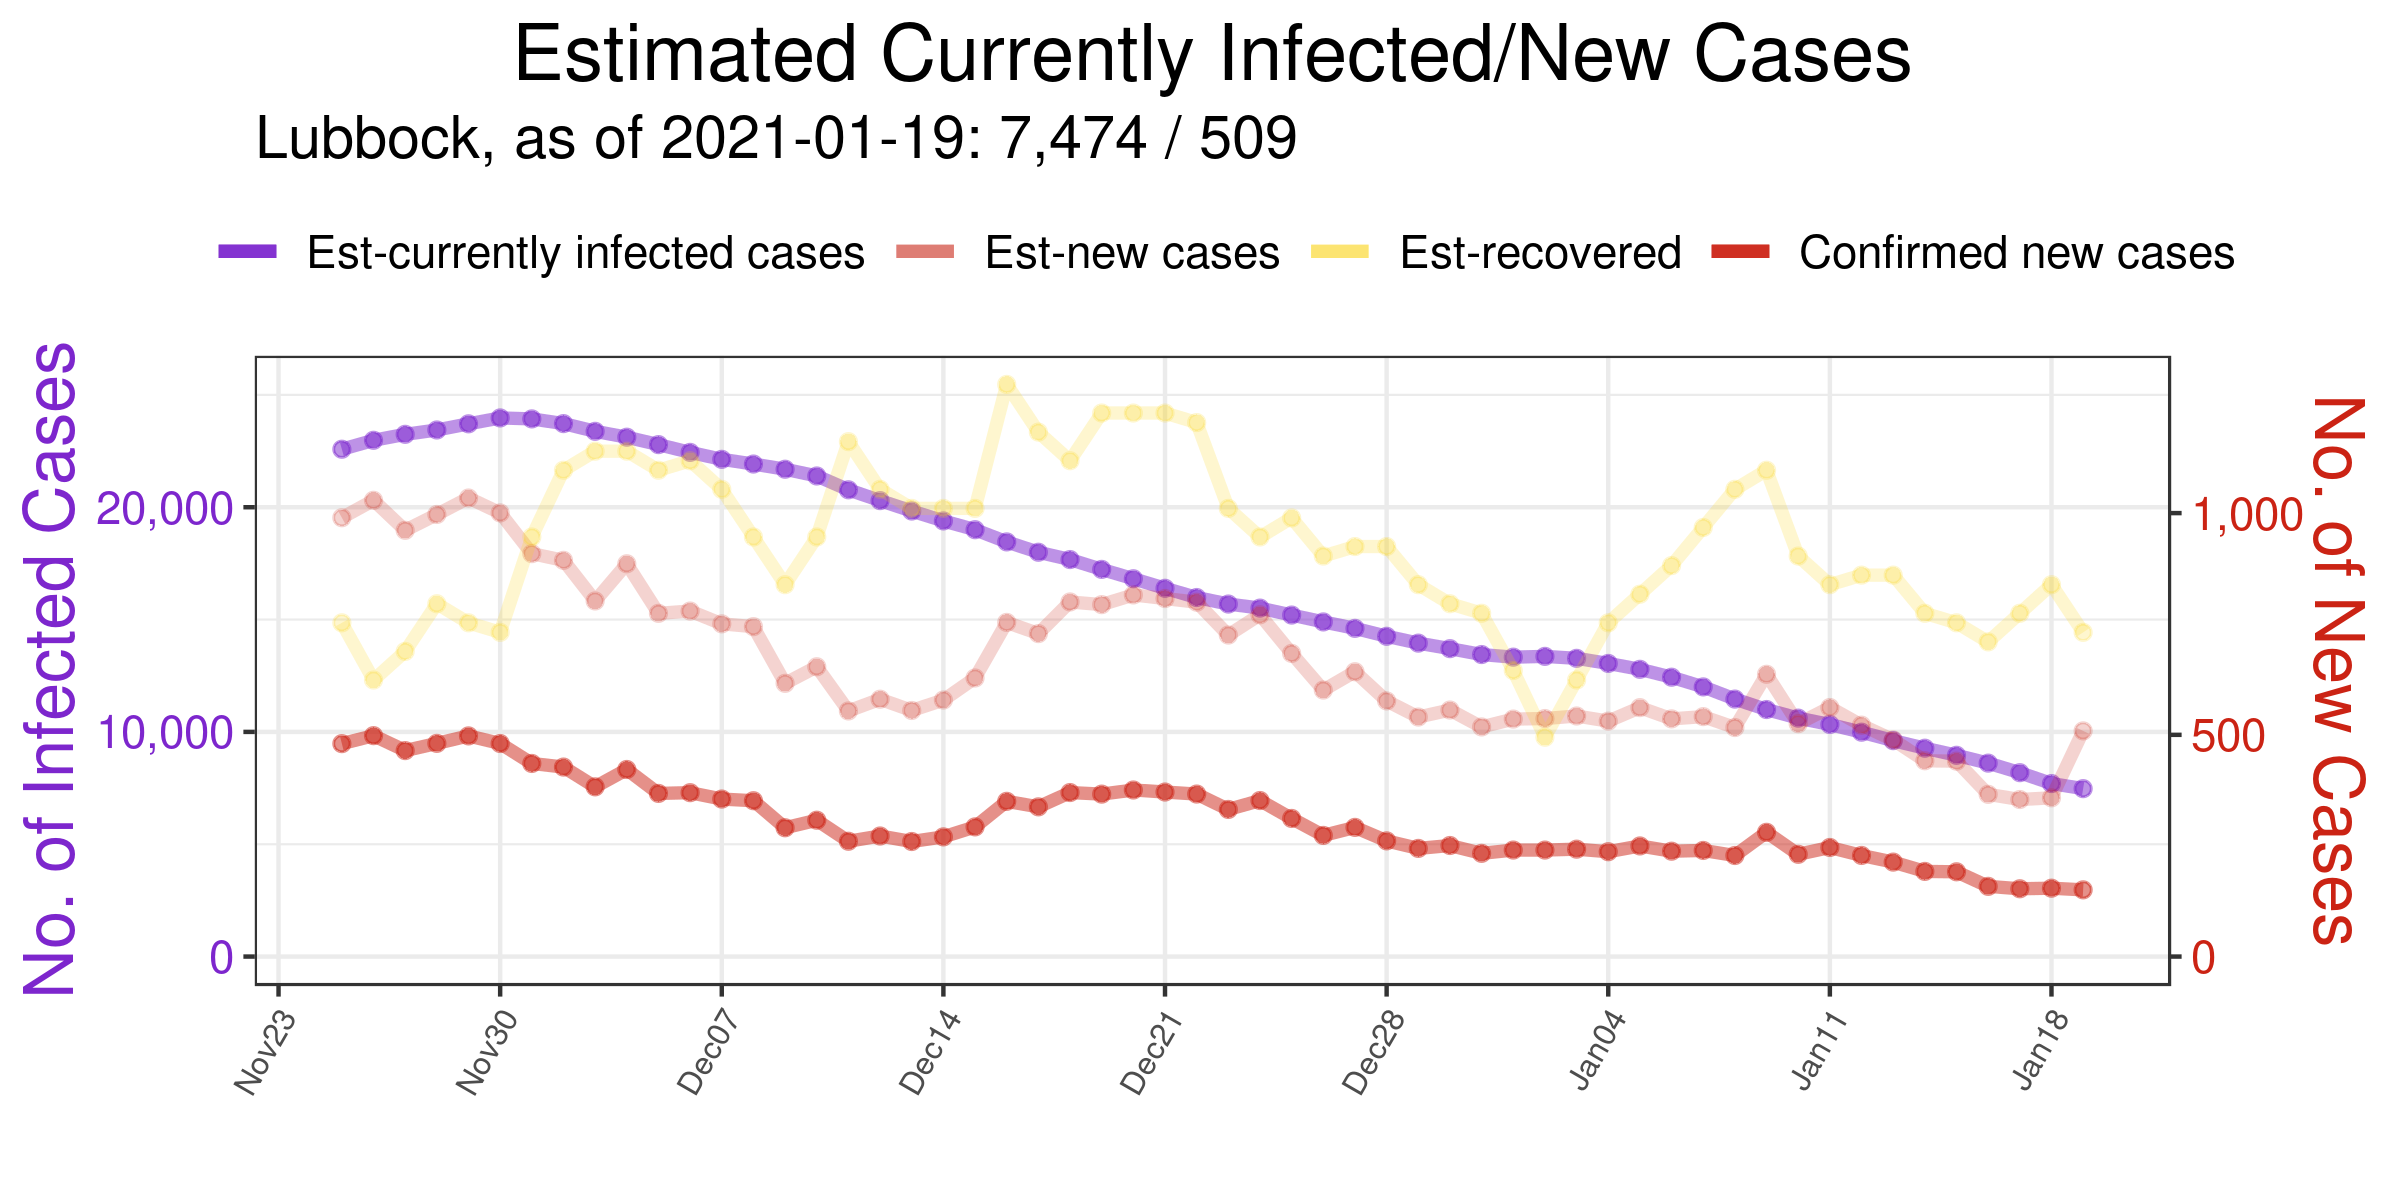 Estimated Currently Infected/New Cases
Lubbock, as of 2021-01-19: 7,474 / 509
Est-currently infected cases Est-new cases Est-recovered Confirmed new cases
No. of Infected Cases
20,000
10,000
0
1,000
500
0
No. of New Cases
Nov23 Nov30 Dec07 Dec14 Dec21 Dec28 Jan04 Jan11 Jan18